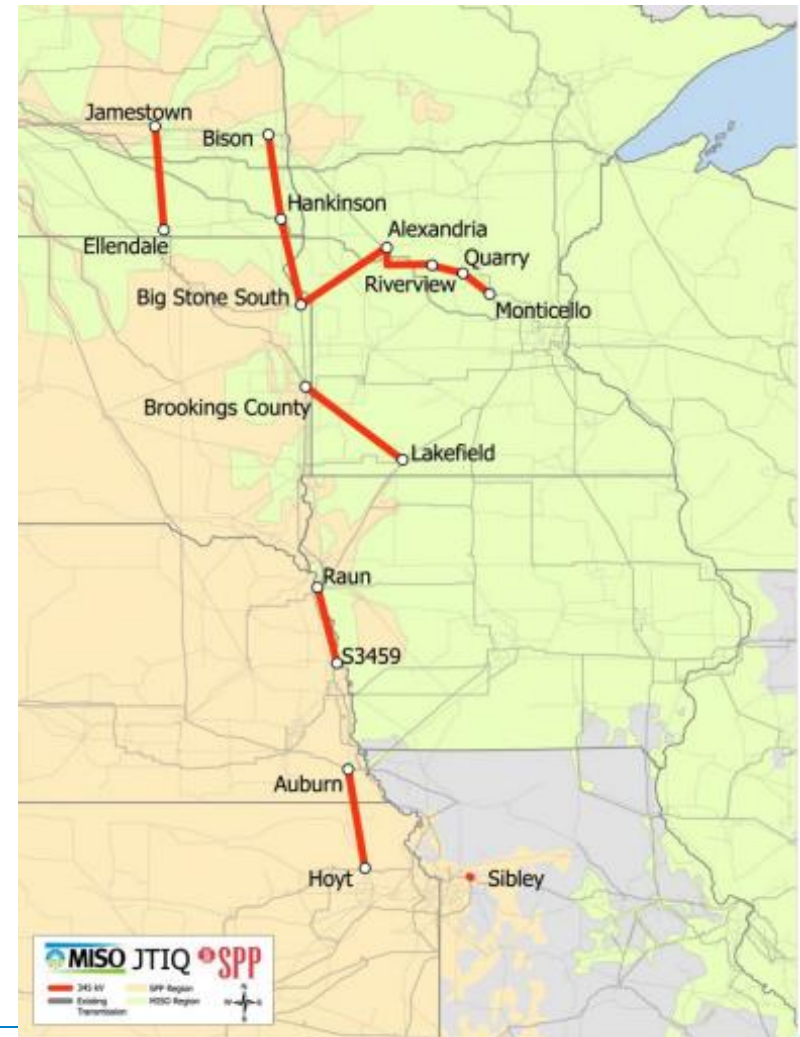 Jamestown
Bison
Hankinson
Alexandria
Ellendale
Quarry
Riverview
Big Stone South
Monticello
Brookings County
Lakefield
Raun
S3459
Auburn
Hoyt
Sibley
MISO JTIQ SPP
345 kV
SPP Region
Existing
Transmission
MISO Region
N
W
E
S